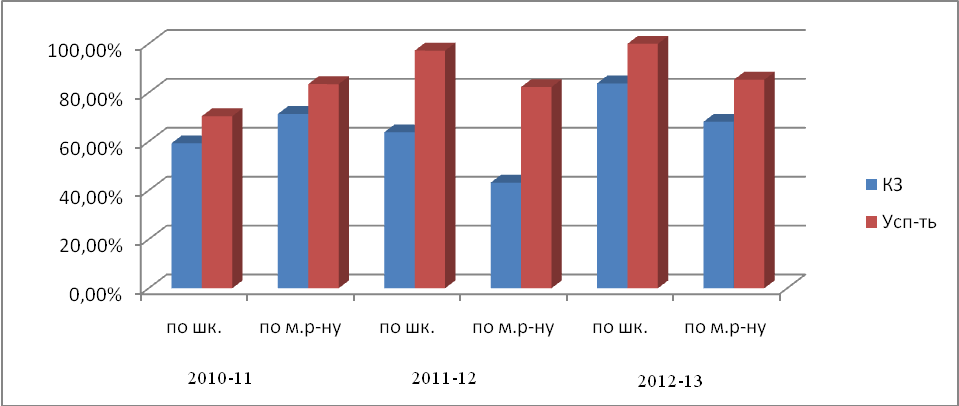 100,00%
80,00%
60,00%
40,00%
20,00%
0,00%
по шк. по м.р-ну по шк. по м.р-ну по шк. по м.р-ну
2010-11 2011-12 2012-13
КЗ
Усп-ть